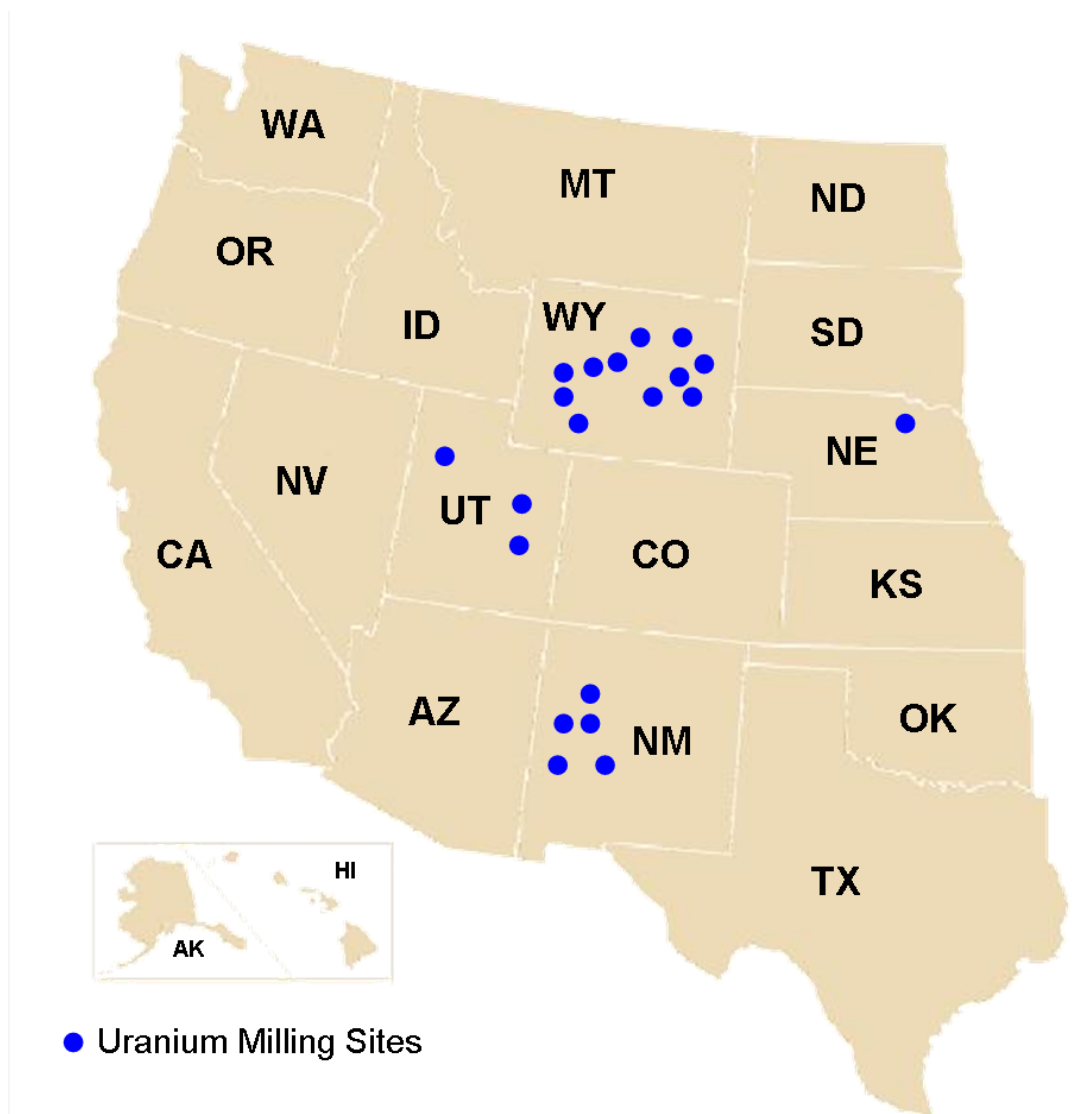 WA
MT
ND
OR
WY
ID
SD
NE
NV
UT
CO
CA
KS
AZ
OK
NM
HI
TX
AK
Uranium Milling Sites